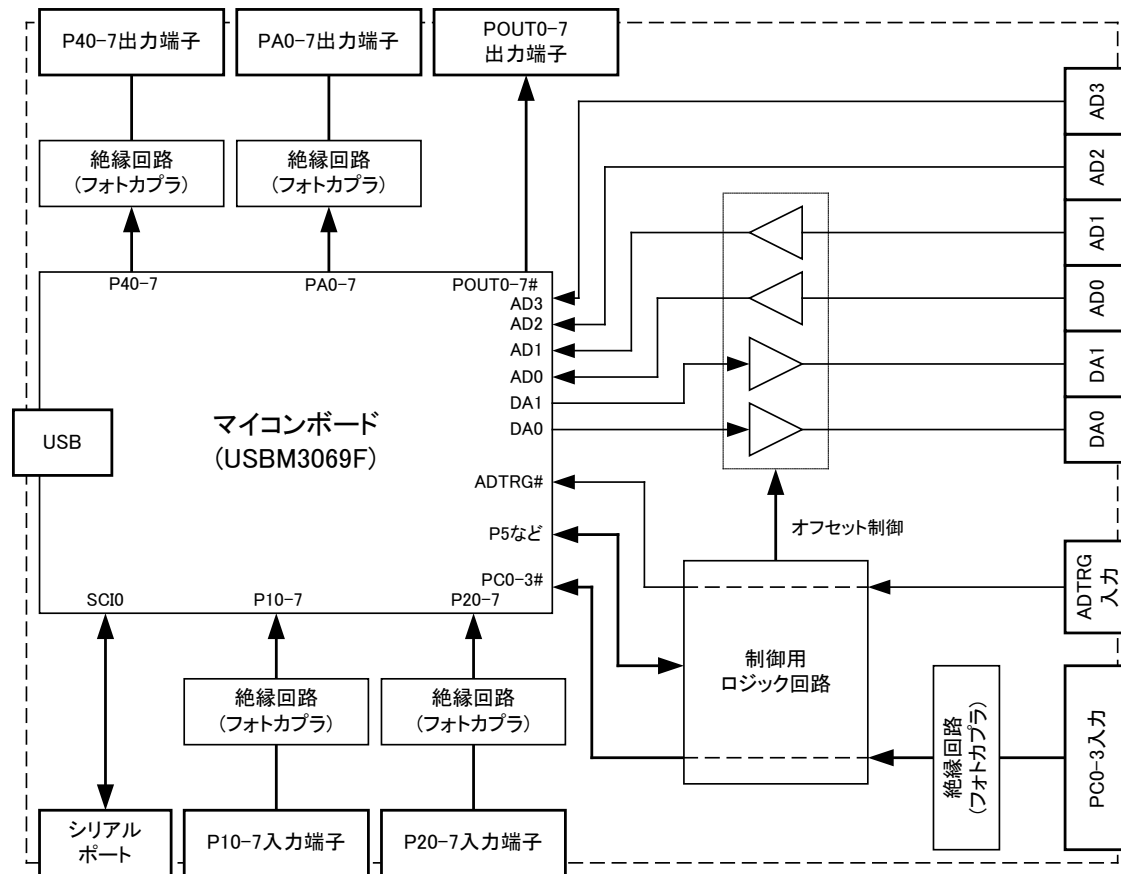 P40-7出力端子
PA0-7出力端子
POUT0-7
出力端子
絶縁回路
(フォトカプラ)
絶縁回路
(フォトカプラ)
AD3
AD2
AD1
AD0
DA1
DA0
P40-7
PA0-7
POUT0-7#
AD3
AD2
AD1
AD0
DA1
DA0
USB
マイコンボード
(USBM3069F)
ADTRG#
P5など
PC0-3#
SCI0
P10-7
P20-7
オフセット制御
制御用
ロジック回路
ADTRG
入力
絶縁回路
(フォトカプラ)
絶縁回路
(フォトカプラ)
絶縁回路
(フォトカプラ)
PC0-3入力
シリアル
ポート
P10-7入力端子
P20-7入力端子